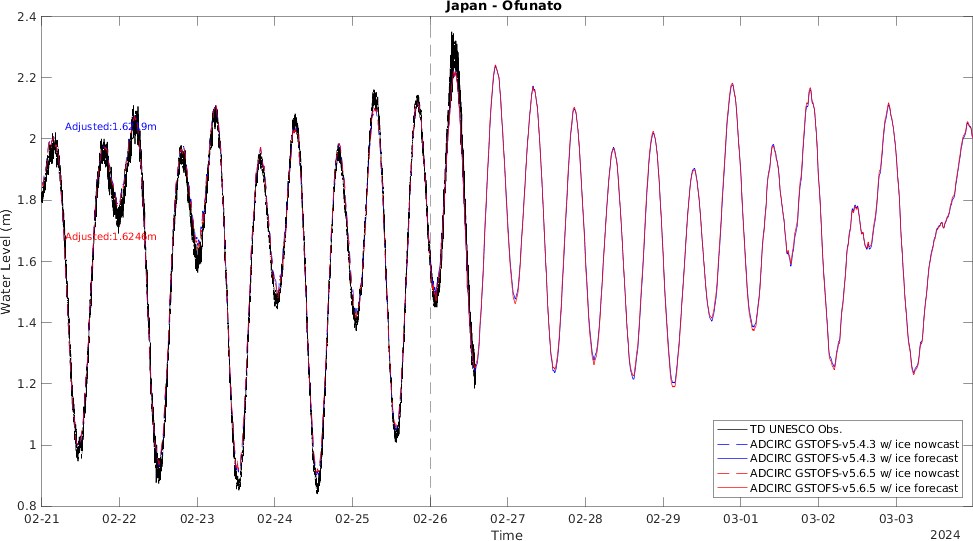 Japan - Ofunato
2.4
2.2
2
1.8
1.6
1.4
1.2
1
0.8
Water Level (m)
Adjusted:1.6246m
02-21
02-22
02-23
02-24
02-25
02-26
02-27
02-28
02-29
03-01
03-02
03-03
Time
2024
TD UNESCO Obs.
ADCIRC GSTOFS-v5.4.3 w/ ice nowcast
ADCIRC GSTOFS-v5.4.3 w/ ice forecast
ADCIRC GSTOFS-v5.6.5 w/ ice nowcast
ADCIRC GSTOFS-v5.6.5 w/ ice forecast